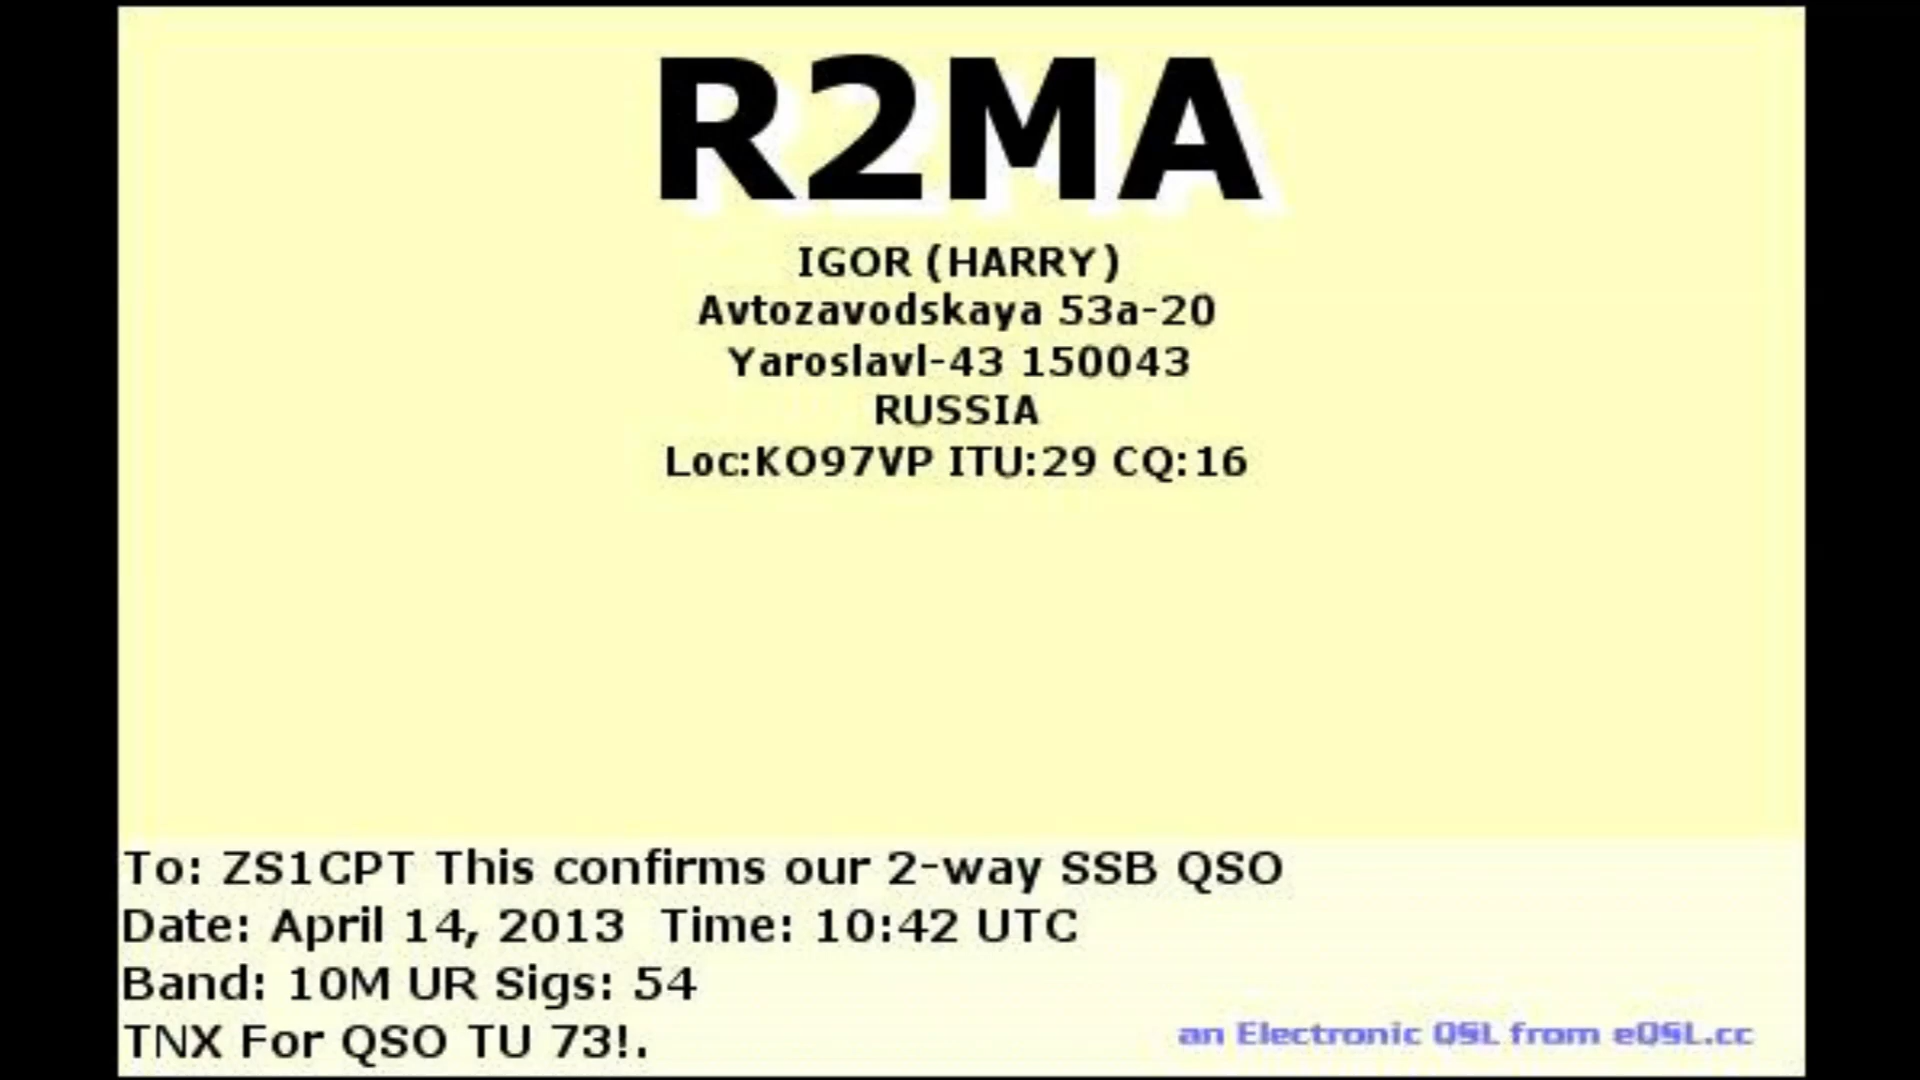 R2MA
IGOR (HARRY)
Avtozavodskaya 53a-20
Yaroslavl-43 150043
RUSSIA
Loc:KO97VP ITU:29 CQ:16
To: ZS1CPT This confirms our 2-way SSB QSO
Date: April 14, 2013 Time: 10:42 UTC
Band: 10M UR Sigs: 54
TNX For QSO TU 73!.
an Electronic QSL from eQSL.cc